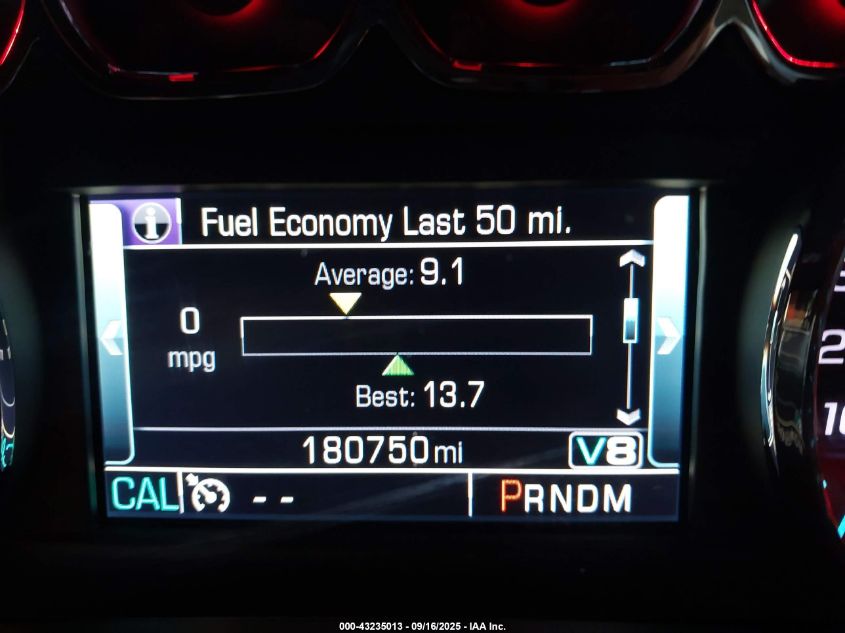 i Fuel Economy Last 50 mi.
Average: 9.1
0
mpg
Best: 13.7
180750 mi V8
CAL -- PRNDM
000-43235013 - 09/16/2025 - IAA Inc.